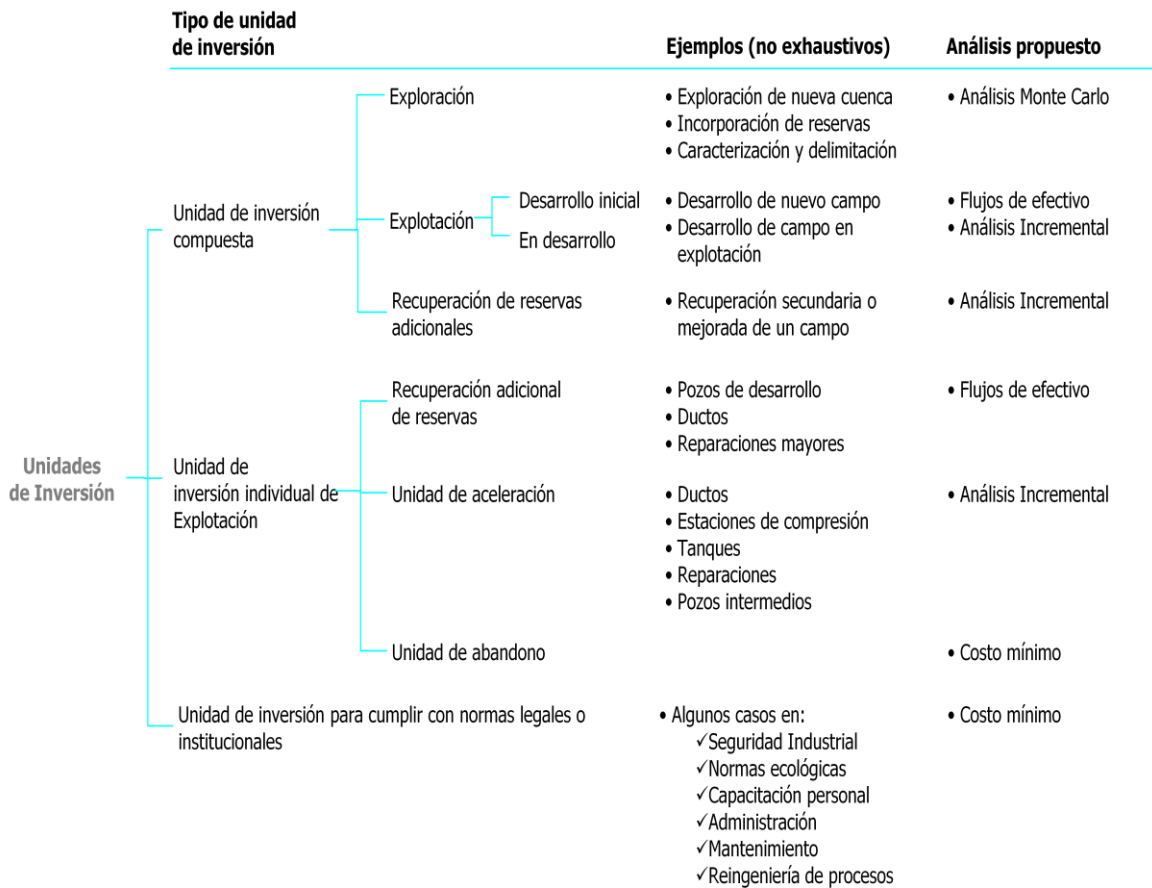 Tipo de unidad
de inversión
Ejemplos (no exhaustivos)
Análisis propuesto
Exploración
• Exploración de nueva cuenca
• Incorporación de reservas
• Caracterización y delimitación
• Análisis Monte Carlo
Unidad de inversión
compuesta
Explotación
Desarrollo inicial
En desarrollo
• Desarrollo de nuevo campo
• Desarrollo de campo en
explotación
• Flujos de efectivo
• Análisis Incremental
Recuperación de reservas
adicionales
• Recuperación secundaria o
mejorada de un campo
• Análisis Incremental
Unidades
de Inversión
Unidad de
inversión individual de
Explotación
Recuperación adicional
de reservas
• Pozos de desarrollo
• Ductos
• Reparaciones mayores
• Flujos de efectivo
Unidad de aceleración
• Ductos
• Estaciones de compresión
• Tanques
• Reparaciones
• Pozos intermedios
• Análisis Incremental
Unidad de abandono
• Costo mínimo
Unidad de inversión para cumplir con normas legales o
institucionales
• Algunos casos en:
✓Seguridad Industrial
✓Normas ecológicas
✓Capacitación personal
✓Administración
✓Mantenimiento
✓Reingeniería de procesos
• Costo mínimo